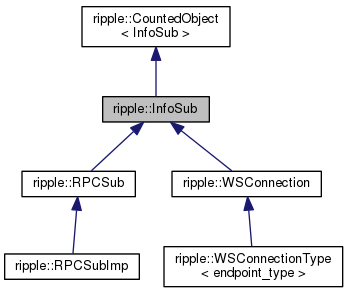 ripple::CountedObject
< InfoSub >
ripple::InfoSub
ripple::RPCSub
ripple::WSConnection
ripple::RPCSubImp
ripple::WSConnectionType
< endpoint_type >